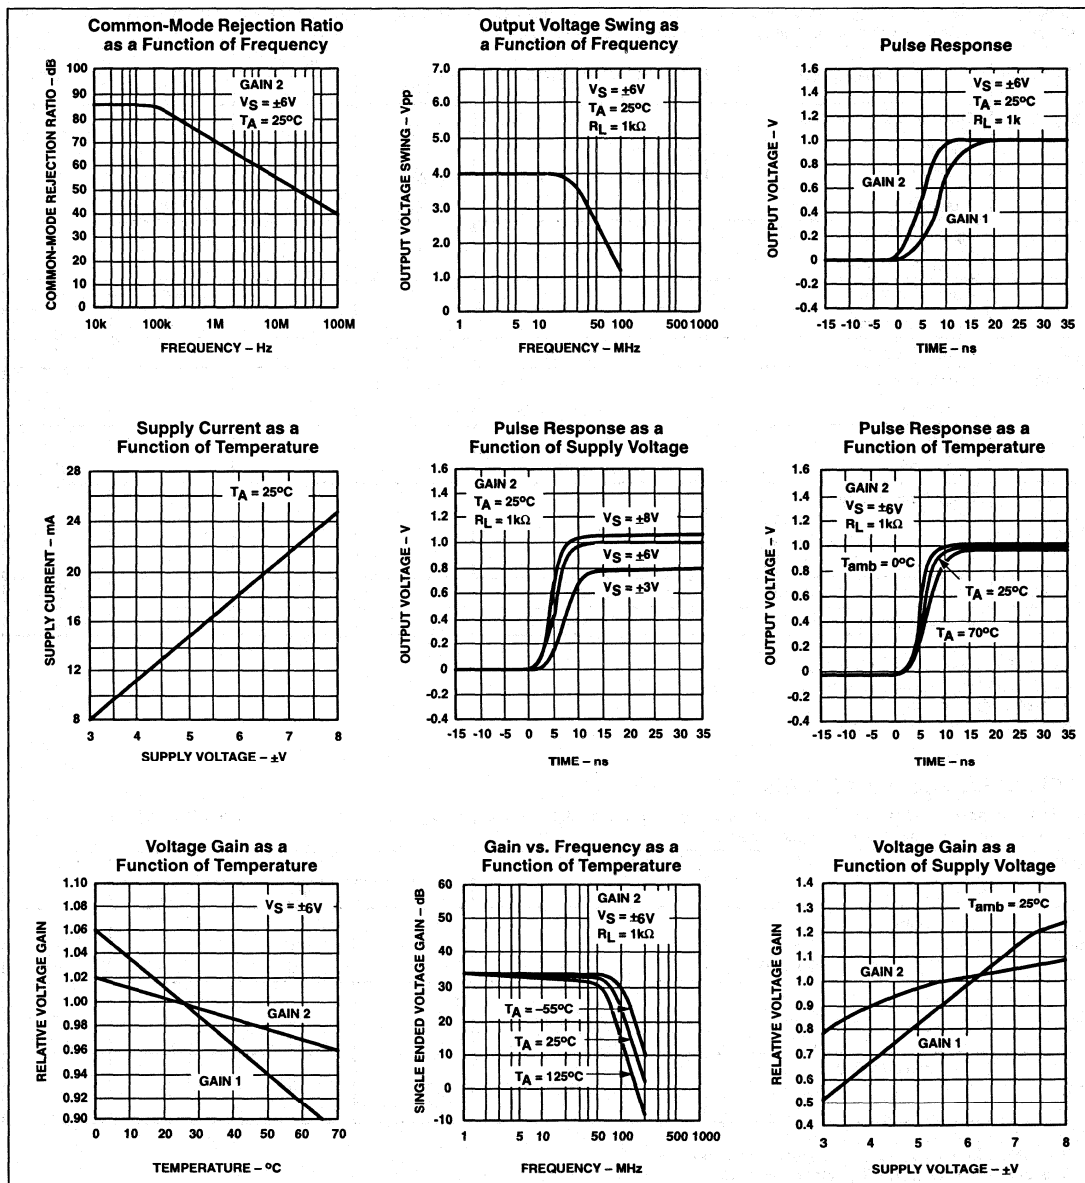 Common-Mode Rejection Ratio
as a Function of Frequency
COMMON-MODE REJECTION RATIO – dB
100
90
80
86
70
60
50
40
80
90
20
0
GAIN 2
VS = ±6V
TA = 25°C
10k 100k 1M 10M 100M
FREQUENCY – Hz
Output Voltage Swing as
a Function of Frequency
OUTPUT VOLTAGE SWING – Vpp
7.0
6.0
5.0
4.0
3.0
2.0
1.0
0
VS = ±6V
TA = 25°C
RL = 1kΩ
1 5 10 50 100 500 1000
FREQUENCY – MHz
Pulse Response
OUTPUT VOLTAGE – V
1.6
1.4
1.2
1.0
0.8
0.6
0.4
0.2
0
-0.2
-0.4
VS = ±6V
TA = 25°C
RL = 1k
GAIN 2
GAIN 1
-15 -10 -5 0 5 10 15 20 25 30 35
TIME – ns
Supply Current as a
Function of Temperature
SUPPLY CURRENT – mA
28
24
20
16
12
8
TA = 25°C
3 4 5 6 7 8
SUPPLY VOLTAGE – ±V
Pulse Response as a
Function of Supply Voltage
OUTPUT VOLTAGE – V
1.6
1.4
1.2
1.0
0.8
0.6
0.4
0.2
0
-0.2
-0.4
GAIN 2
TA = 25°C
RL = 1kΩ
VS = ±8V
VS = ±6V
VS = ±3V
-15 -10 -5 0 5 10 15 20 25 30 35
TIME – ns
Pulse Response as a
Function of Temperature
OUTPUT VOLTAGE – V
1.6
1.4
1.2
1.0
0.8
0.6
0.4
0.2
0
-0.2
-0.4
GAIN 2
VS = ±6V
RL = 1kΩ
Tamb = 0°C
TA = 25°C
TA = 70°C
-15 -10 -5 0 5 10 15 20 25 30 35
TIME – ns
Voltage Gain as a
Function of Temperature
RELATIVE VOLTAGE GAIN
1.10
1.08
1.06
1.02
1.00
0.98
0.96
0.94
0.92
0.90
VS = ±6V
GAIN 2
GAIN 1
0 10 20 30 40 50 60 70
TEMPERATURE – °C
Gain vs. Frequency as a
Function of Temperature
SINGLE ENDED VOLTAGE GAIN – dB
60
50
40
30
20
10
0
-10
GAIN 2
VS = ±6V
RL = 1kΩ
TA = –55°C
TA = 25°C
TA = 125°C
1 5 10 50 100 500 1000
FREQUENCY – MHz
Voltage Gain as a
Function of Supply Voltage
RELATIVE VOLTAGE GAIN
1.4
1.3
1.2
1.1
1.0
0.9
0.8
0.7
0.6
0.5
0.4
Tamb = 25°C
GAIN 2
GAIN 1
3 4 5 6 7 8
SUPPLY VOLTAGE – ±V